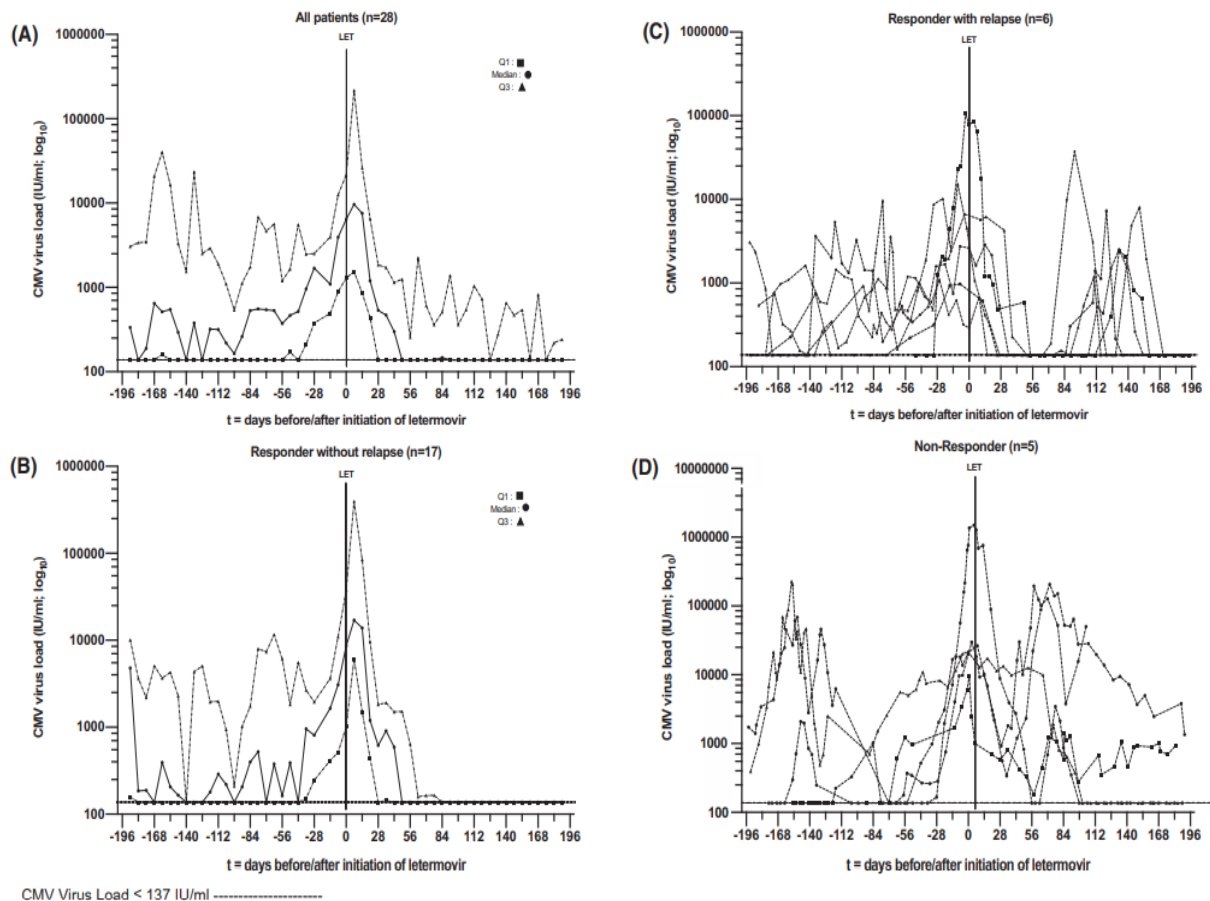 (A)
All patients (n=28)
LET
Q1 : ■
Median : ●
Q3 : ▲
CMV virus load (IU/ml; log10)
1000000
100000
10000
1000
100
-196 -168 -140 -112 -84 -56 -28 0 28 56 84 112 140 168 196
t = days before/after initiation of letermovir
(B)
Responder without relapse (n=17)
LET
Q1 : ■
Median : ●
Q3 : ▲
CMV virus load (IU/ml; log10)
1000000
100000
10000
1000
100
-196 -168 -140 -112 -84 -56 -28 0 28 56 84 112 140 168 196
t = days before/after initiation of letermovir
CMV Virus Load < 137 IU/ml ----------------------
(C)
Responder with relapse (n=6)
LET
CMV virus load (IU/ml; log10)
1000000
100000
10000
1000
100
-196 -168 -140 -112 -84 -56 -28 0 28 56 84 112 140 168 196
t = days before/after initiation of letermovir
(D)
Non-Responder (n=5)
LET
CMV virus load (IU/ml; log10)
10000000
1000000
100000
10000
1000
100
-196 -168 -140 -112 -84 -56 -28 0 28 56 84 112 140 168 196
t = days before/after initiation of letermovir